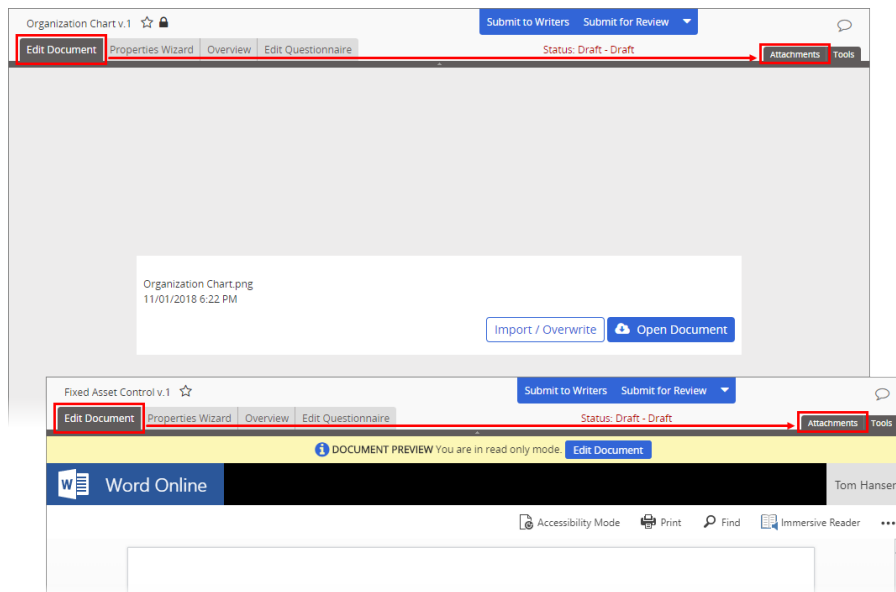 Organization Chart v.1
Submit to Writers Submit for Review
Edit Document Properties Wizard Overview Edit Questionnaire
Status: Draft - Draft
Attachments Tools
Organization Chart.png
11/01/2018 6:22 PM
Import / Overwrite Open Document
Fixed Asset Control v.1
Submit to Writers Submit for Review
Edit Document Properties Wizard Overview Edit Questionnaire
Status: Draft - Draft
Attachments Tools
DOCUMENT PREVIEW You are in read only mode. Edit Document
Word Online
Tom Hansen
Accessibility Mode Print Find Immersive Reader •••